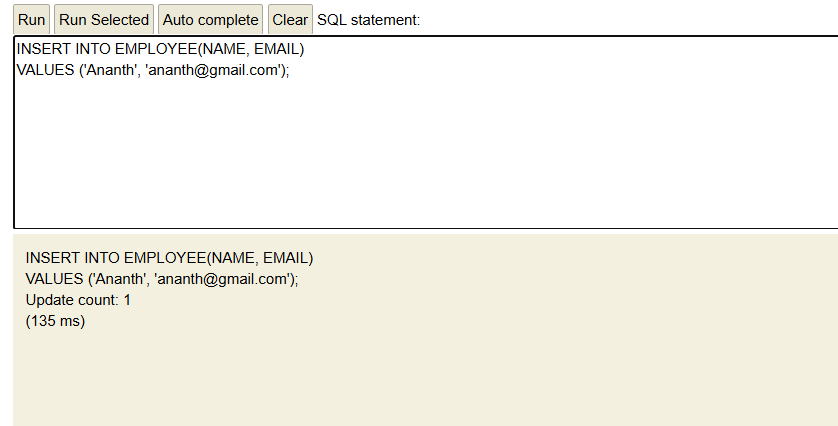 Run Run Selected Auto complete Clear SQL statement:
INSERT INTO EMPLOYEE(NAME, EMAIL)
VALUES ('Ananth', 'ananth@gmail.com');
INSERT INTO EMPLOYEE(NAME, EMAIL)
VALUES ('Ananth', 'ananth@gmail.com');
Update count: 1
(135 ms)